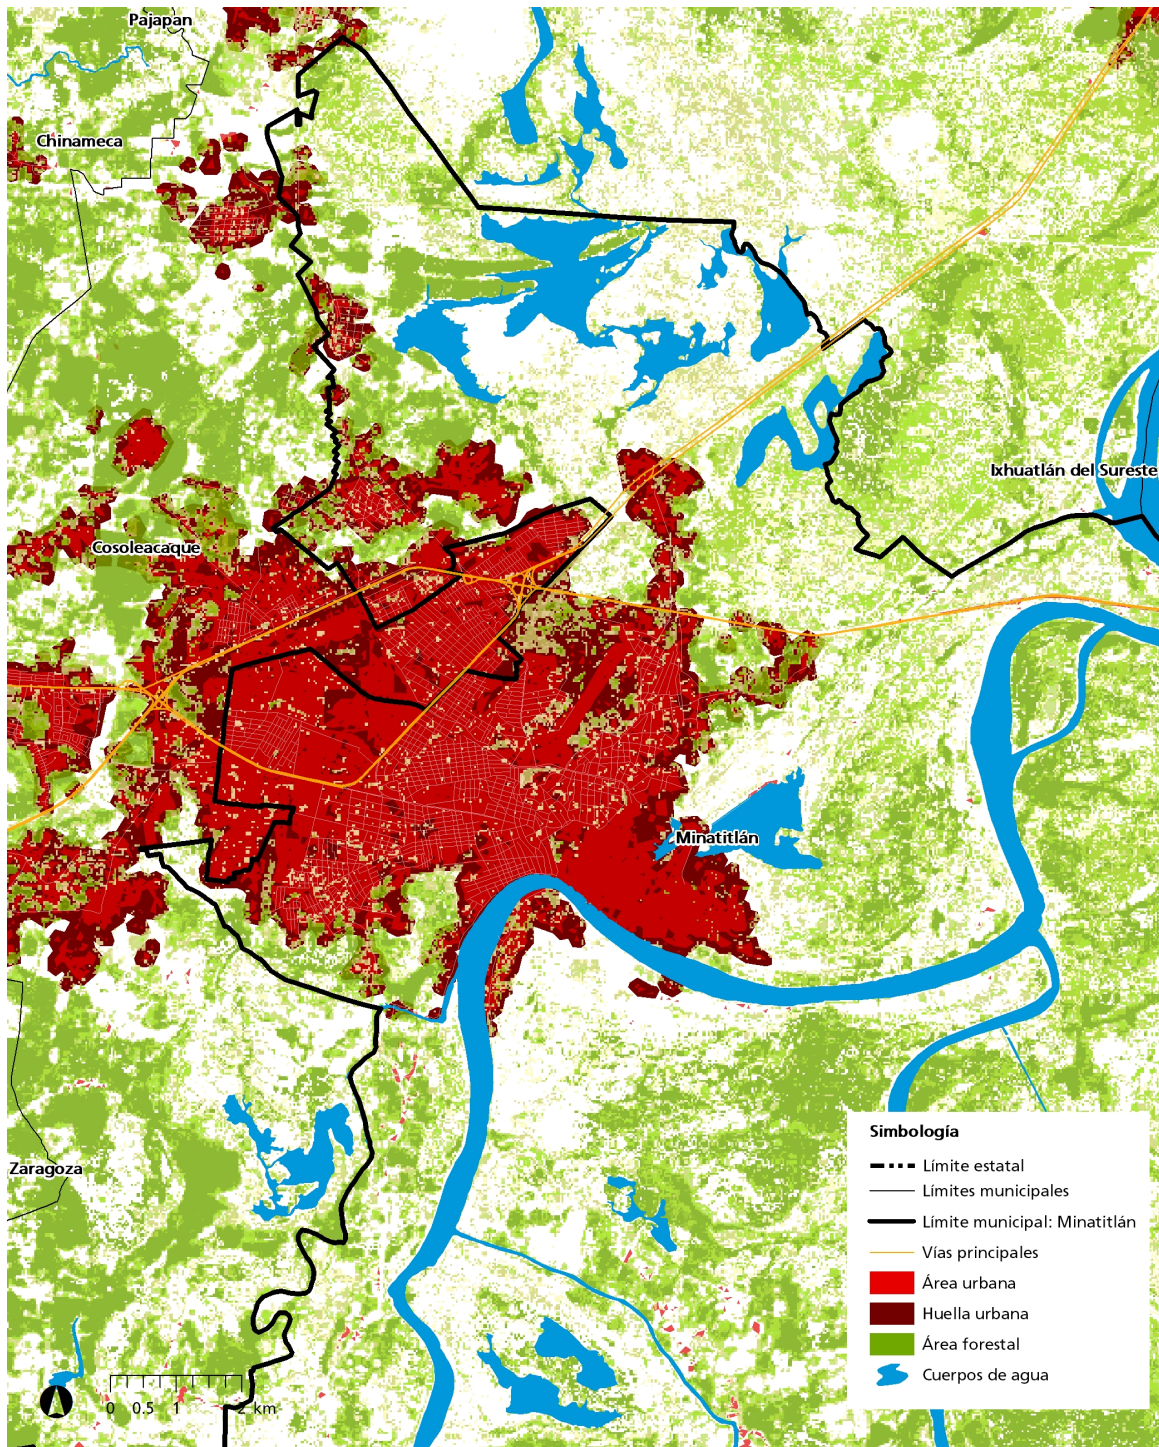 Pajapan
Chinameca
Ixhuatlán del Sureste
Cosoleacaque
Minatitlán
Zaragoza
Simbología
Límite estatal
Límites municipales
Límite municipal: Minatitlán
Vías principales
Área urbana
Huella urbana
Área forestal
Cuerpos de agua
0 0.5 1 2 km